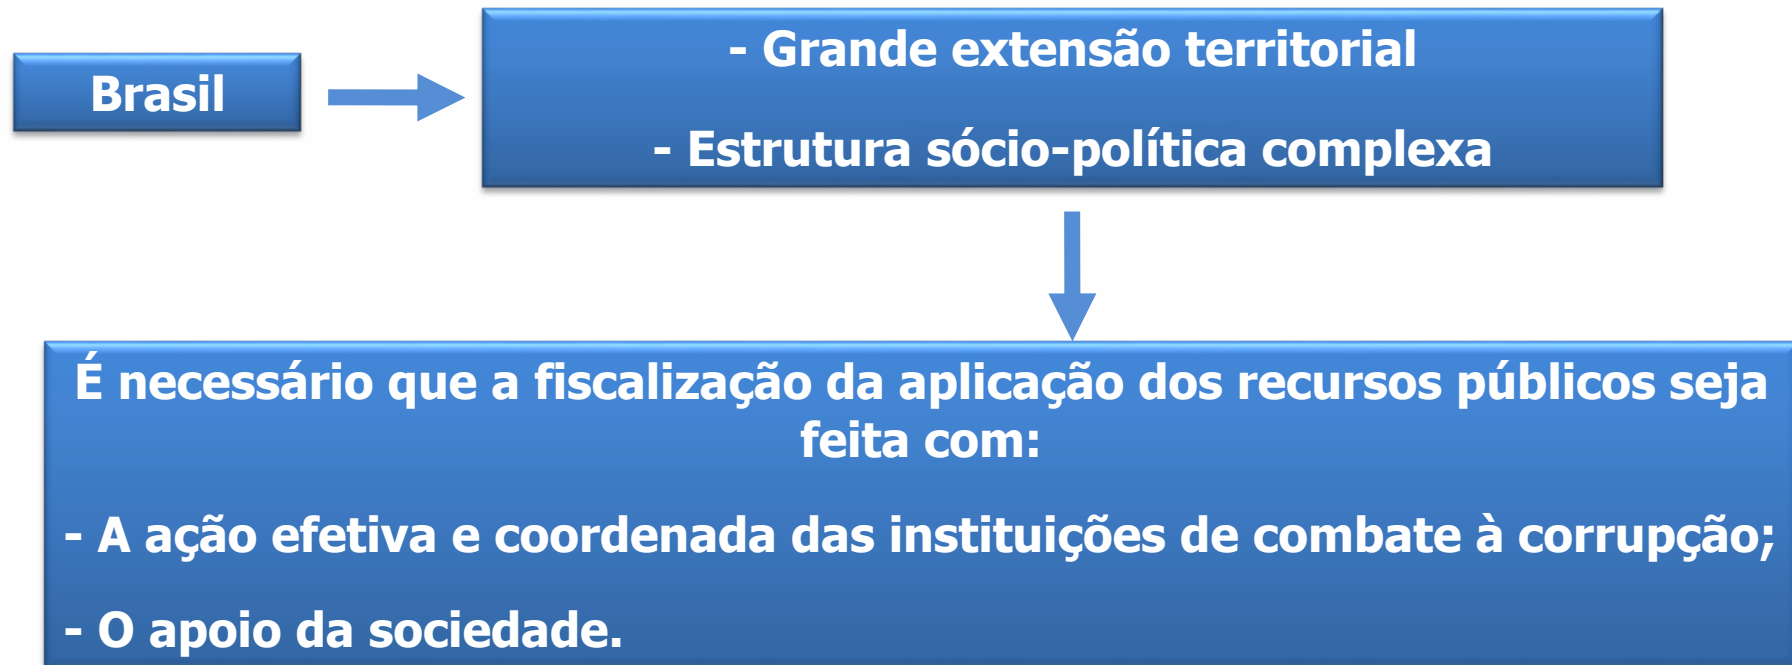 Brasil
- Grande extensão territorial
- Estrutura sócio-política complexa
É necessário que a fiscalização da aplicação dos recursos públicos seja
feita com:
- A ação efetiva e coordenada das instituições de combate à corrupção;
- O apoio da sociedade.